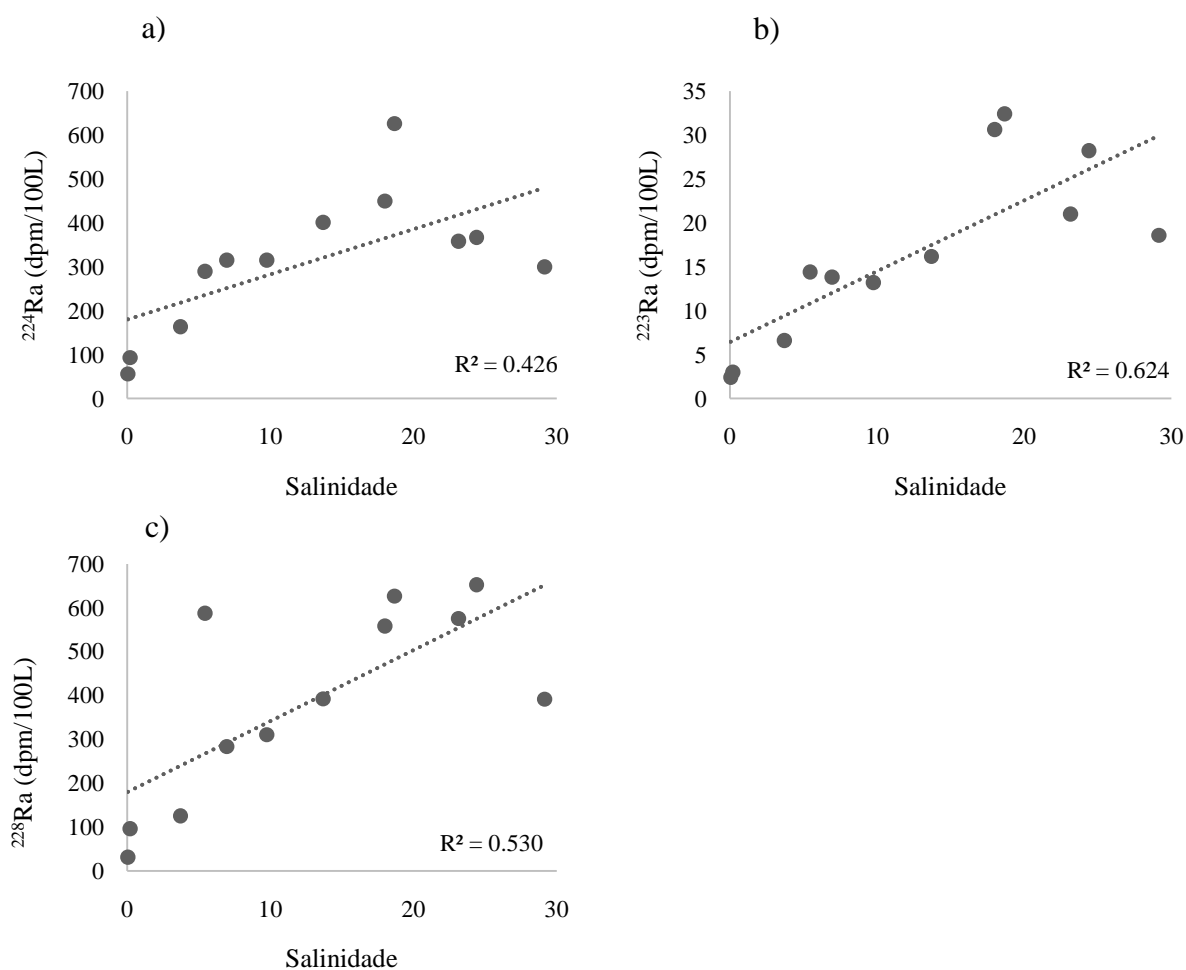 a)
700
600
500
400
300
200
100
0
²²⁴Ra (dpm/100L)
R² = 0.426
0 10 20 30
Salinidade
b)
35
30
25
20
15
10
5
0
²²³Ra (dpm/100L)
R² = 0.624
0 10 20 30
Salinidade
c)
700
600
500
400
300
200
100
0
²²⁸Ra (dpm/100L)
R² = 0.530
0 10 20 30
Salinidade